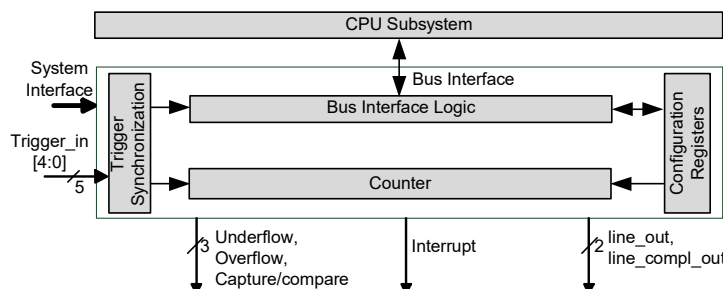 CPU Subsystem
System
Interface
Bus Interface
Trigger
Synchronization
Bus Interface Logic
Configuration
Registers
Trigger_in
[4:0]
5
Counter
3
Underflow,
Overflow,
Capture/compare
Interrupt
2
line_out,
line_compl_out